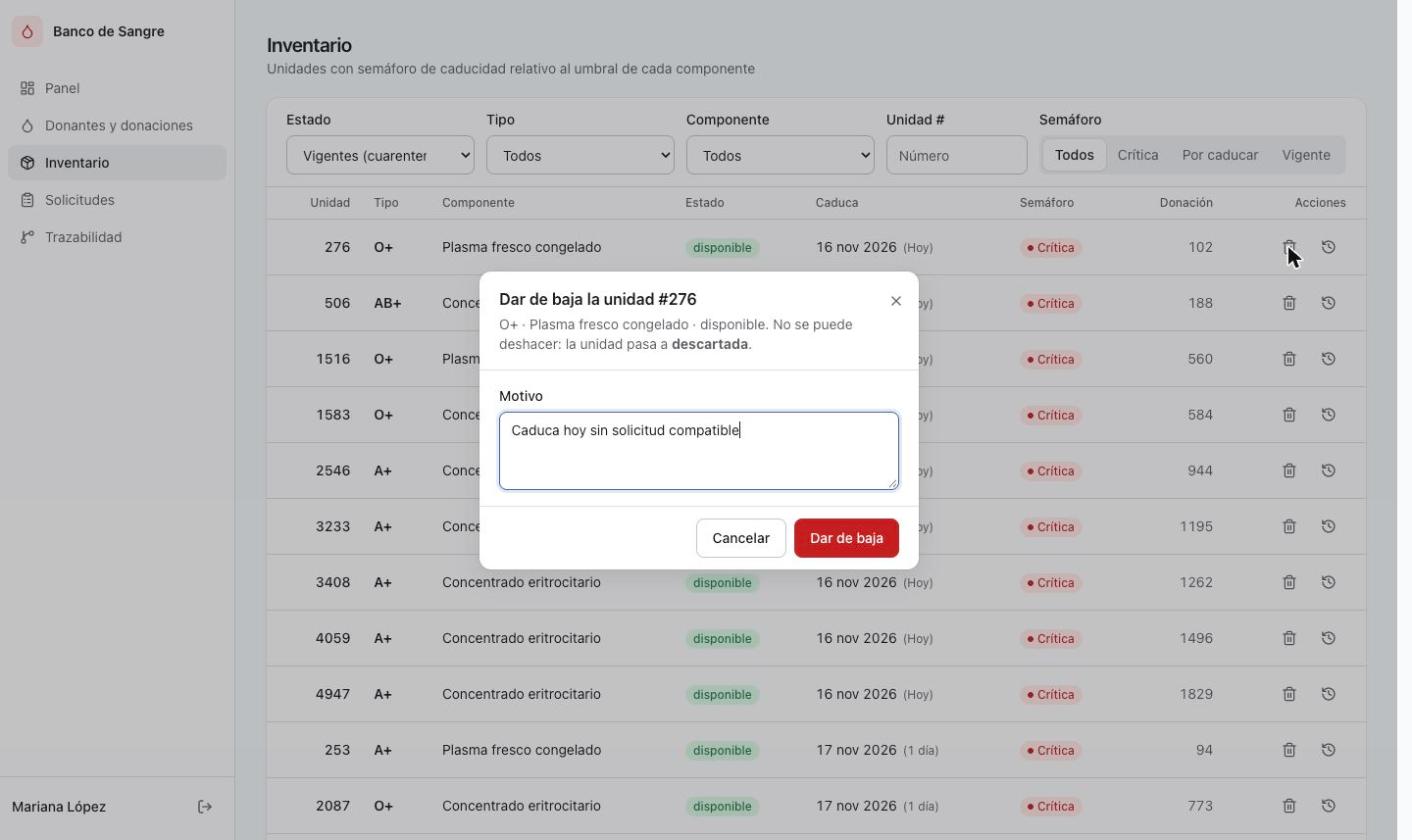 Banco de Sangre
Panel
Donantes y donaciones
Inventario
Solicitudes
Trazabilidad
Mariana López
Inventario
Unidades con semáforo de caducidad relativo al umbral de cada componente
Estado Tipo Componente Unidad # Semáforo
Vigentes (cuarenter Todos Todos Número Todos Crítica Por caducar Vigente
Unidad Tipo Componente Estado Caduca Semáforo Donación Acciones
276 O+ Plasma fresco congelado disponible 16 nov 2026 (Hoy) Crítica 102
506 AB+ Crítica 188
1516 O+ Crítica 560
1583 O+ Crítica 584
2546 A+ Crítica 944
3233 A+ Crítica 1195
3408 A+ Concentrado eritrocitario disponible 16 nov 2026 (Hoy) Crítica 1262
4059 A+ Concentrado eritrocitario disponible 16 nov 2026 (Hoy) Crítica 1496
4947 A+ Concentrado eritrocitario disponible 16 nov 2026 (Hoy) Crítica 1829
253 A+ Plasma fresco congelado disponible 17 nov 2026 (1 día) Crítica 94
2087 O+ Concentrado eritrocitario disponible 17 nov 2026 (1 día) Crítica 773
Dar de baja la unidad #276
O+ · Plasma fresco congelado · disponible. No se puede
deshacer: la unidad pasa a descartada.
Motivo
Caduca hoy sin solicitud compatible
Cancelar Dar de baja